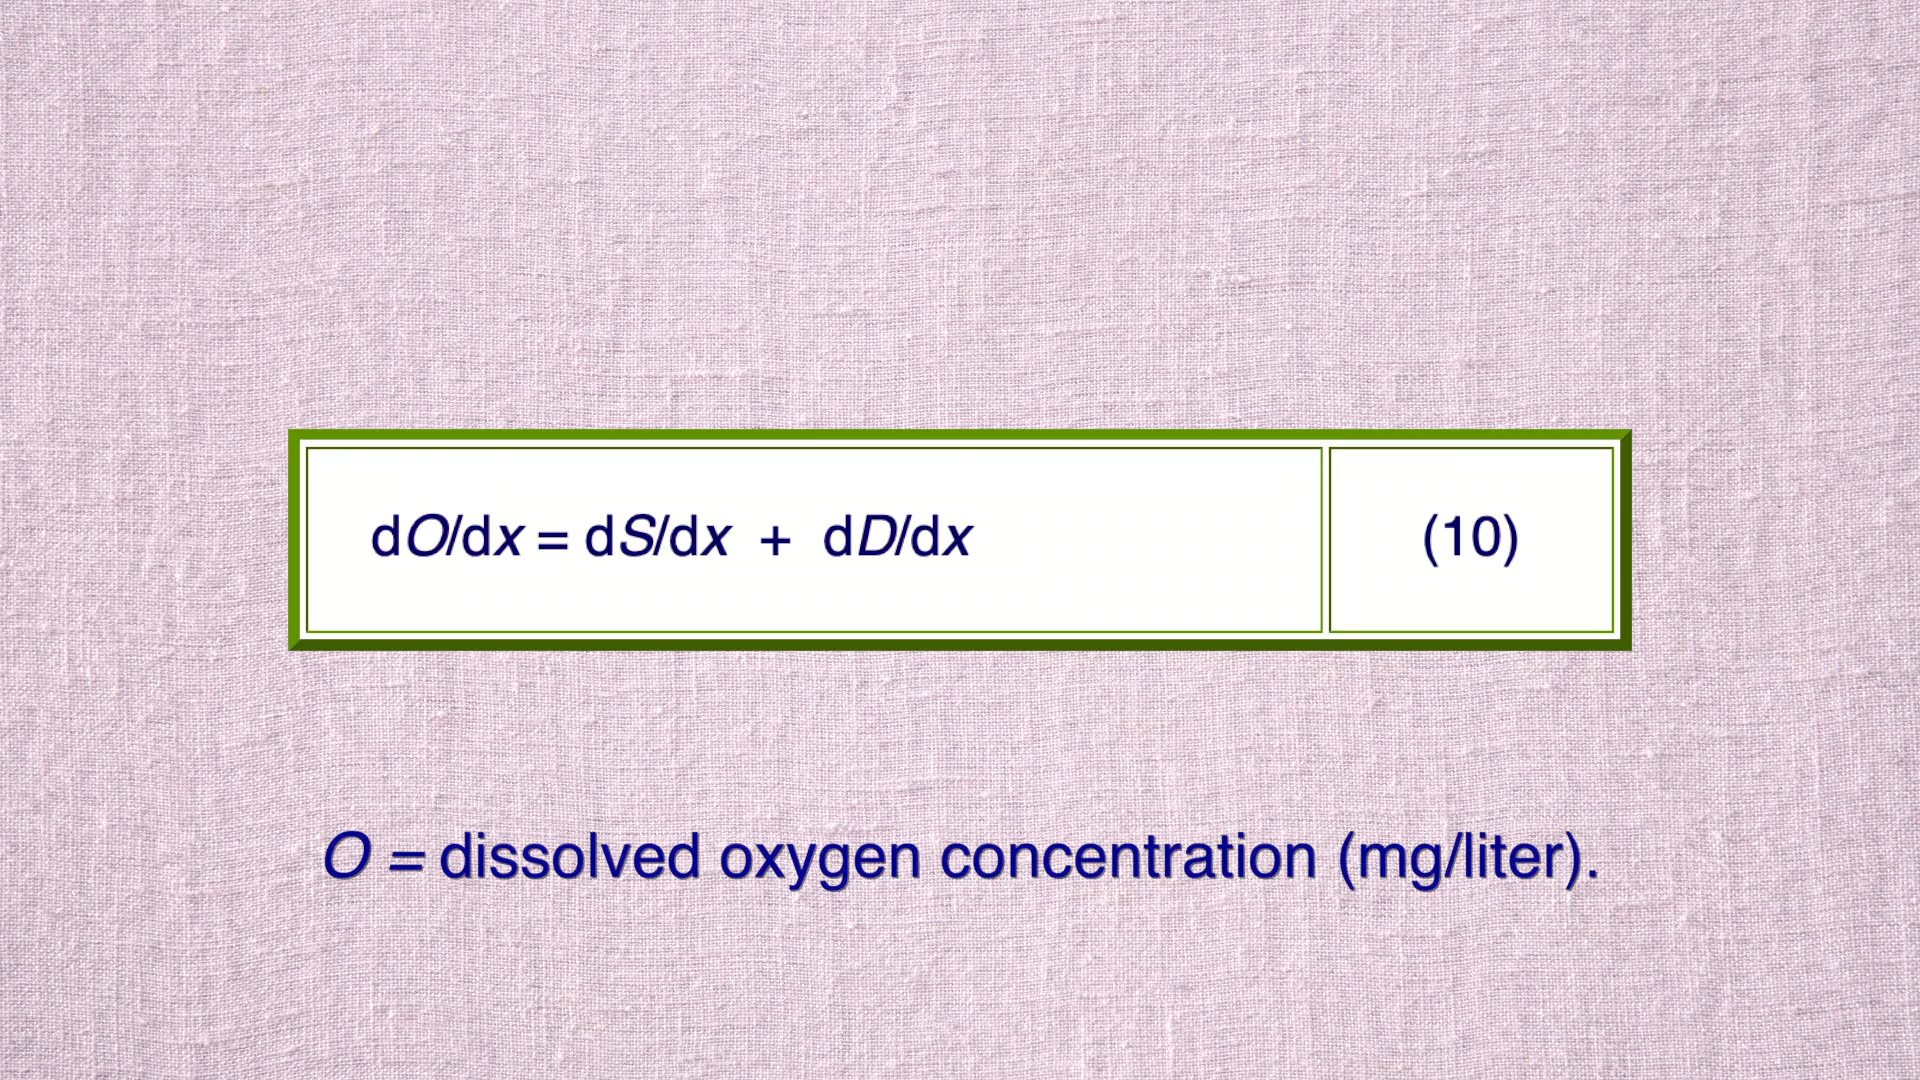 dO/dx = dS/dx + dD/dx (10)
O = dissolved oxygen concentration (mg/liter).